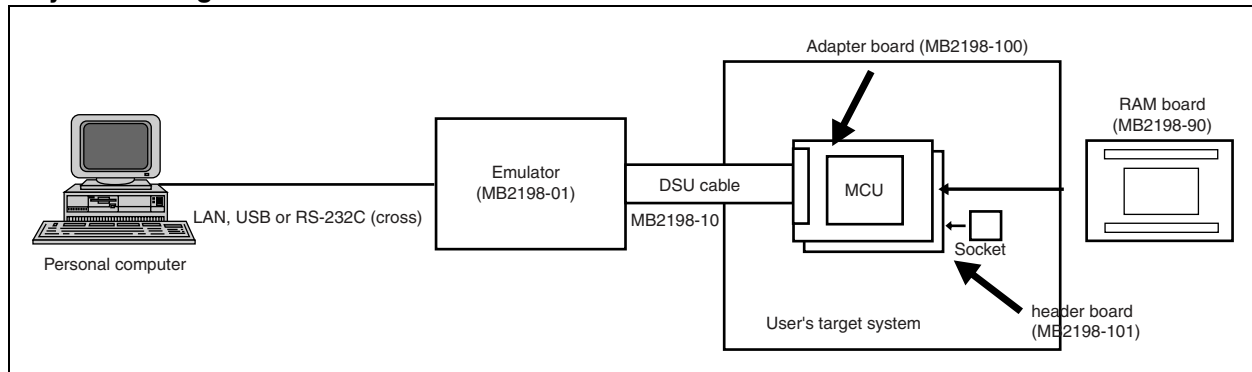 Adapter board (MB2198-100)
RAM board
(MB2198-90)
Emulator
(MB2198-01)
DSU cable
MCU
LAN, USB or RS-232C (cross)
MB2198-10
Socket
Personal computer
User's target system
header board
(MB2198-101)